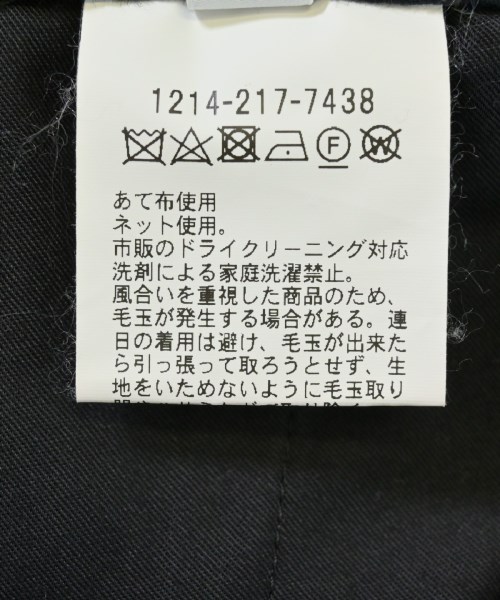 1214-217-7438
F W
あて布使用
ネット使用。
市販のドライクリーニング対応
洗剤による家庭洗濯禁止。
風合いを重視した商品のため、
毛玉が発生する場合がある。連
日の着用は避け、毛玉が出来た
ら引っ張って取ろうとせず、生
地をいためないように毛玉取り